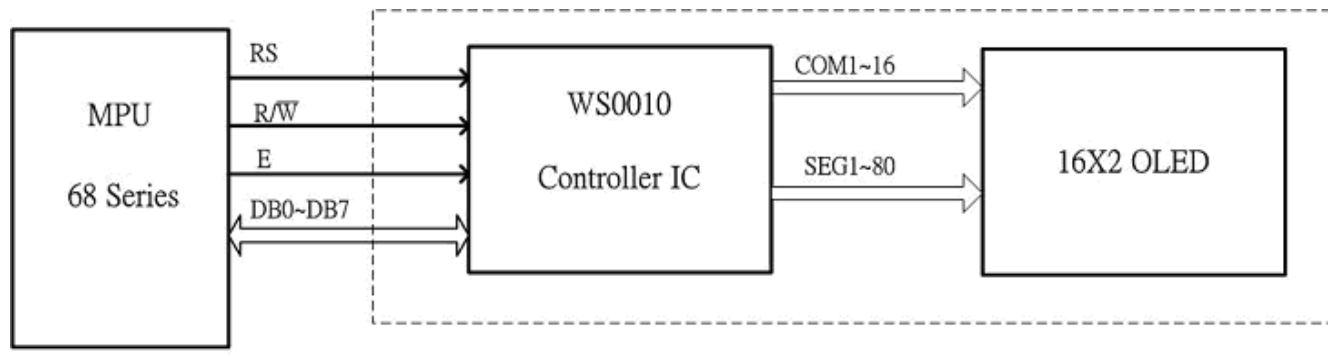 MPU
68 Series
RS
R/W̅
E
DB0~DB7
WS0010
Controller IC
COM1~16
SEG1~80
16X2 OLED